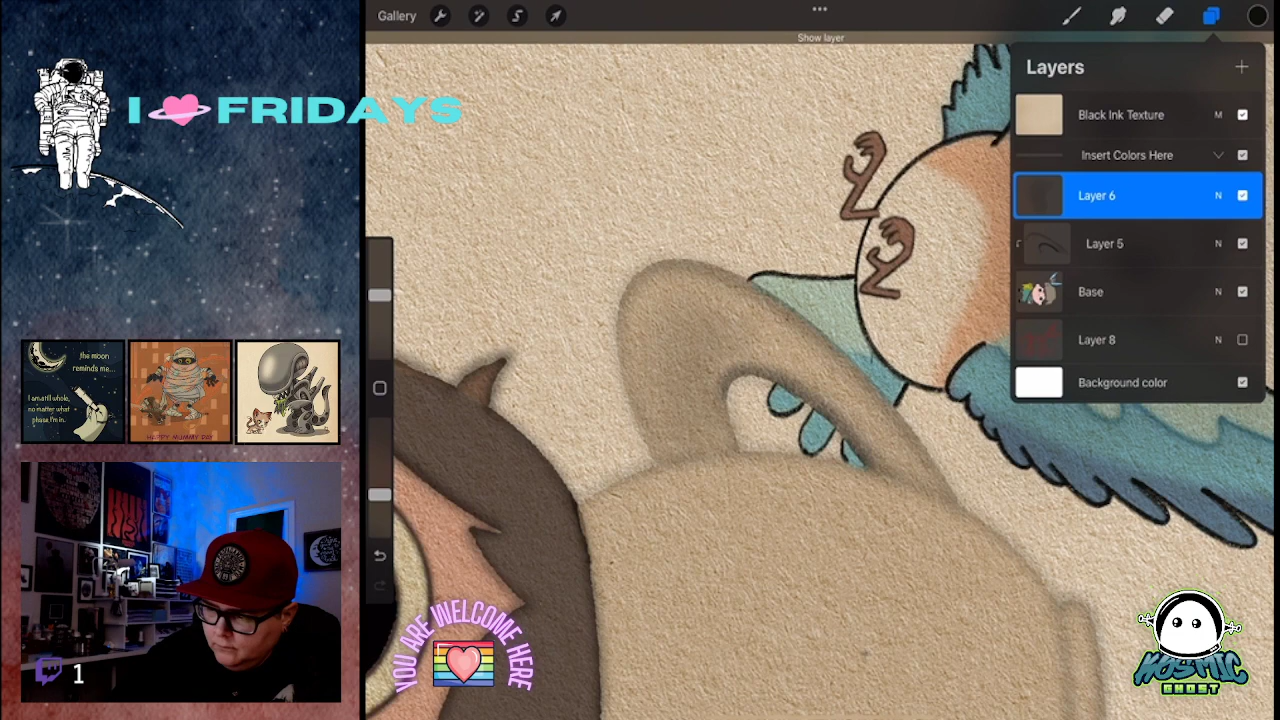 Gallery
Show layer
I FRIDAYS
Layers
Black Ink Texture M
Insert Colors Here
Layer 6 N
Layer 5 N
Base N
Layer 8 N
Background color
the moon
reminds me...
I am still whole,
no matter what
phase I'm in.
HAPPY MUMMY DAY
1
YOU ARE WELCOME HERE
KOSMIC
GHOST